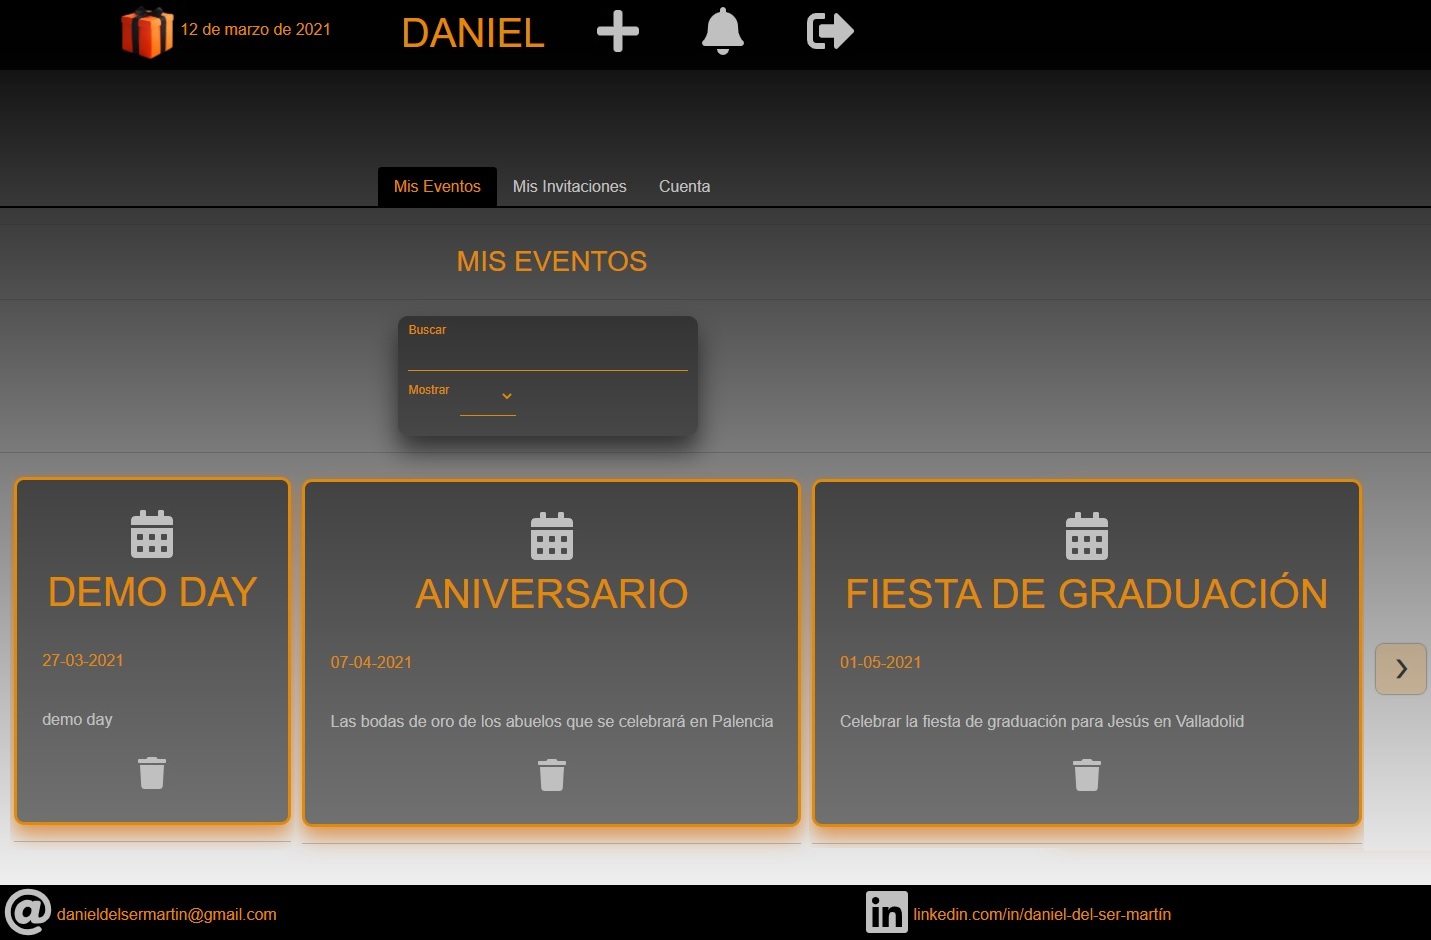 12 de marzo de 2021
DANIEL
Mis Eventos
Mis Invitaciones
Cuenta
MIS EVENTOS
Buscar
Mostrar
DEMO DAY
27-03-2021
demo day
ANIVERSARIO
07-04-2021
Las bodas de oro de los abuelos que se celebrará en Palencia
FIESTA DE GRADUACIÓN
01-05-2021
Celebrar la fiesta de graduación para Jesús en Valladolid
danieldelsermartin@gmail.com
in
linkedin.com/in/daniel-del-ser-martín